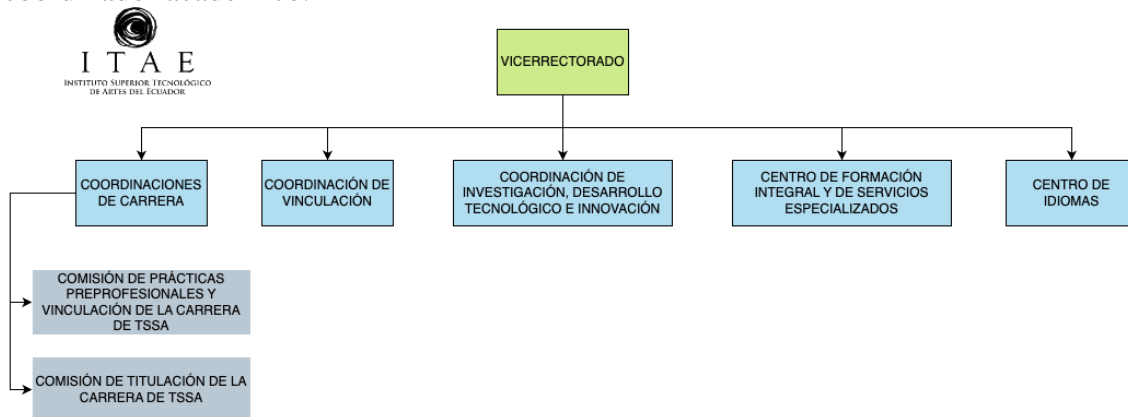 I T A E
INSTITUTO SUPERIOR TECNOLÓGICO
DE ARTES DEL ECUADOR
VICERRECTORADO
COORDINACIONES
DE CARRERA
COORDINACIÓN DE
VINCULACIÓN
COORDINACIÓN DE
INVESTIGACIÓN, DESARROLLO
TECNOLÓGICO E INNOVACIÓN
CENTRO DE FORMACIÓN
INTEGRAL Y DE SERVICIOS
ESPECIALIZADOS
CENTRO DE
IDIOMAS
COMISIÓN DE PRÁCTICAS
PREPROFESIONALES Y
VINCULACIÓN DE LA CARRERA
DE TSSA
COMISIÓN DE TITULACIÓN DE LA
CARRERA DE TSSA